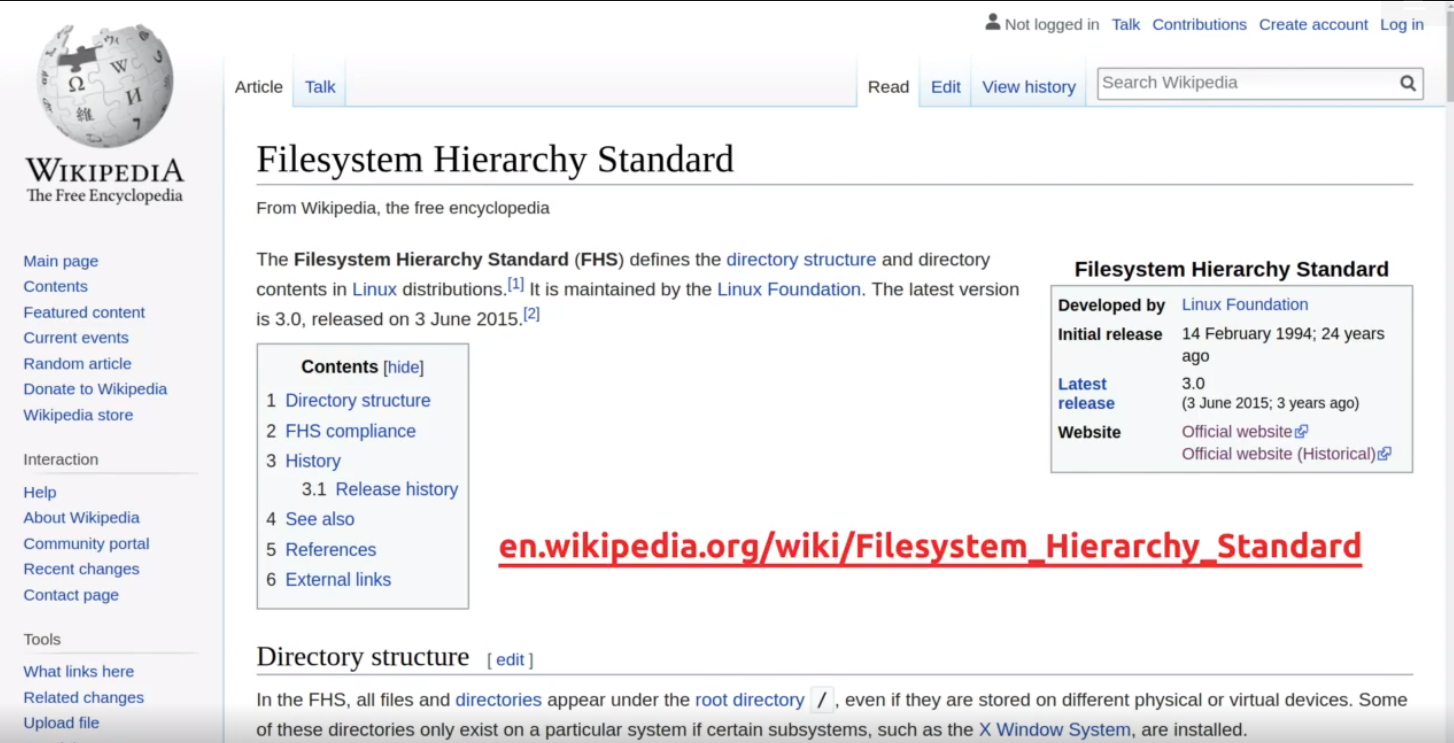 Not logged in Talk Contributions Create account Log in
Article Talk Read Edit View history Search Wikipedia
WIKIPEDIA
The Free Encyclopedia
Main page
Contents
Featured content
Current events
Random article
Donate to Wikipedia
Wikipedia store
Interaction
Help
About Wikipedia
Community portal
Recent changes
Contact page
Tools
What links here
Related changes
Upload file
Filesystem Hierarchy Standard
From Wikipedia, the free encyclopedia
The Filesystem Hierarchy Standard (FHS) defines the directory structure and directory
contents in Linux distributions.[1] It is maintained by the Linux Foundation. The latest version
is 3.0, released on 3 June 2015.[2]
Filesystem Hierarchy Standard
Developed by Linux Foundation
Initial release 14 February 1994; 24 years
ago
Latest 3.0
release (3 June 2015; 3 years ago)
Website Official website
Official website (Historical)
Contents [hide]
1 Directory structure
2 FHS compliance
3 History
3.1 Release history
4 See also
5 References
6 External links
en.wikipedia.org/wiki/Filesystem_Hierarchy_Standard
Directory structure [ edit ]
In the FHS, all files and directories appear under the root directory /, even if they are stored on different physical or virtual devices. Some
of these directories only exist on a particular system if certain subsystems, such as the X Window System, are installed.